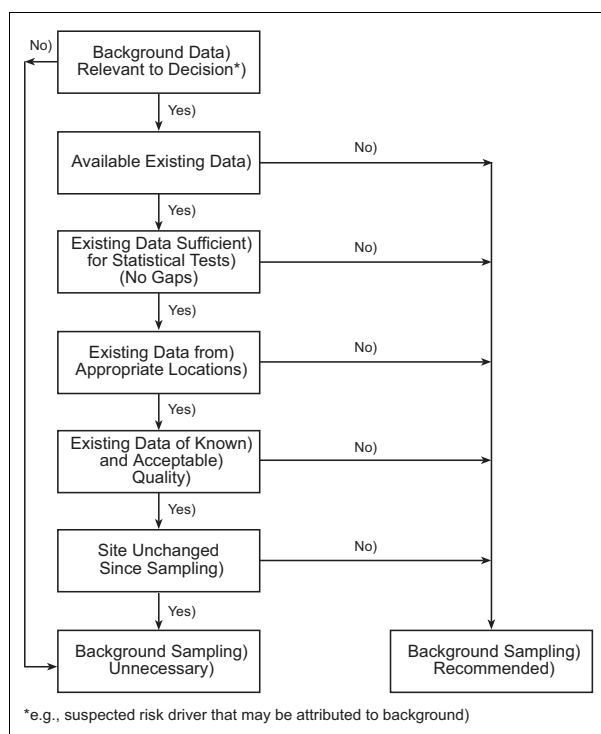 No)
Background Data)
Relevant to Decision*)
Yes)
Available Existing Data)
No)
Yes)
Existing Data Sufficient)
for Statistical Tests)
(No Gaps)
No)
Yes)
Existing Data from)
Appropriate Locations)
No)
Yes)
Existing Data of Known)
and Acceptable)
Quality)
No)
Yes)
Site Unchanged
Since Sampling)
No)
Yes)
Background Sampling)
Unnecessary)
Background Sampling)
Recommended)
*e.g., suspected risk driver that may be attributed to background)